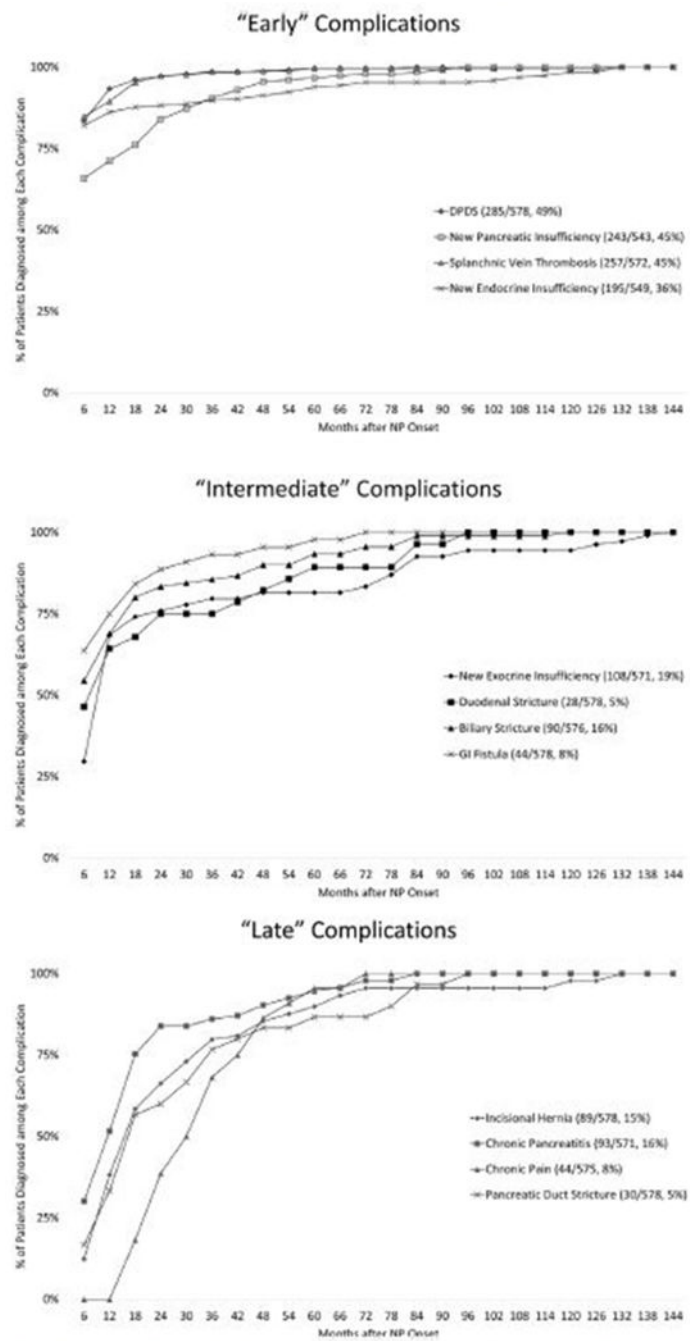 “Early” Complications
% of Patients Diagnosed among Each Complication
100%
75%
50%
25%
0%
DPDS (285/578, 49%)
New Pancreatic Insufficiency (243/543, 45%)
Splanchnic Vein Thrombosis (257/572, 45%)
New Endocrine Insufficiency (195/549, 36%)
6 12 18 24 30 36 42 48 54 60 66 72 78 84 90 96 102 108 114 120 126 132 138 144
Months after NP Onset
“Intermediate” Complications
% of Patients Diagnosed among Each Complication
100%
75%
50%
25%
0%
New Exocrine Insufficiency (108/571, 19%)
Duodenal Stricture (28/578, 5%)
Biliary Stricture (90/576, 16%)
GI Fistula (44/578, 8%)
6 12 18 24 30 36 42 48 54 60 66 72 78 84 90 96 102 108 114 120 126 132 138 144
Months after NP Onset
“Late” Complications
% of Patients Diagnosed among Each Complication
100%
75%
50%
25%
0%
Incisional Hernia (89/578, 15%)
Chronic Pancreatitis (93/571, 16%)
Chronic Pain (44/575, 8%)
Pancreatic Duct Stricture (30/578, 5%)
6 12 18 24 30 36 42 48 54 60 66 72 78 84 90 96 102 108 114 120 126 132 138 144
Months after NP Onset